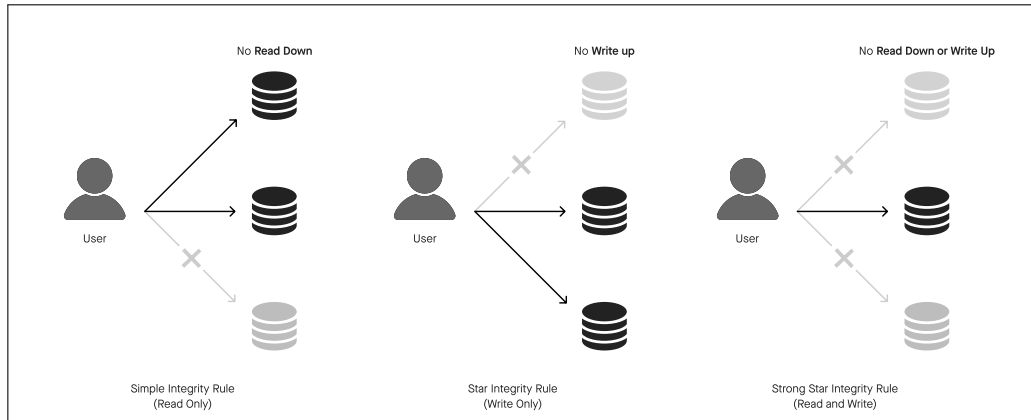 No Read Down
No Write up
No Read Down or Write Up
User
User
User
Simple Integrity Rule
(Read Only)
Star Integrity Rule
(Write Only)
Strong Star Integrity Rule
(Read and Write)